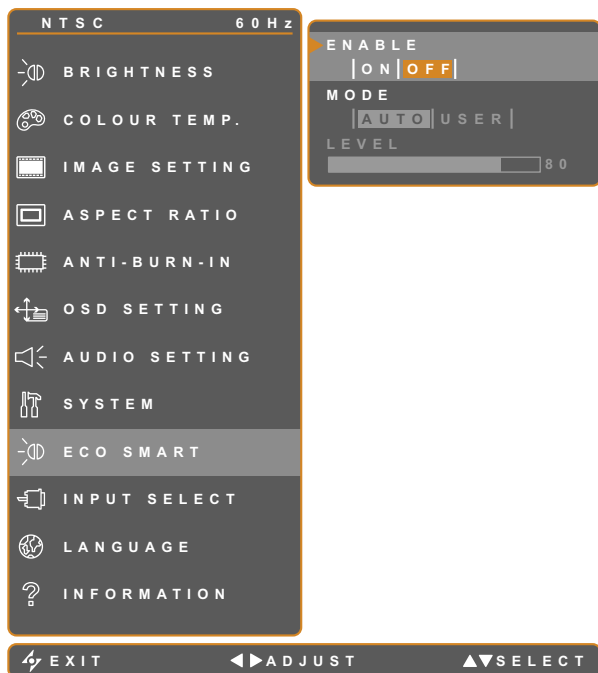 NTSC 60Hz
BRIGHTNESS
COLOUR TEMP.
IMAGE SETTING
ASPECT RATIO
ANTI-BURN-IN
OSD SETTING
AUDIO SETTING
SYSTEM
ECO SMART
INPUT SELECT
LANGUAGE
INFORMATION
ENABLE
ON OFF
MODE
AUTO USER
LEVEL
80
EXIT ADJUST SELECT